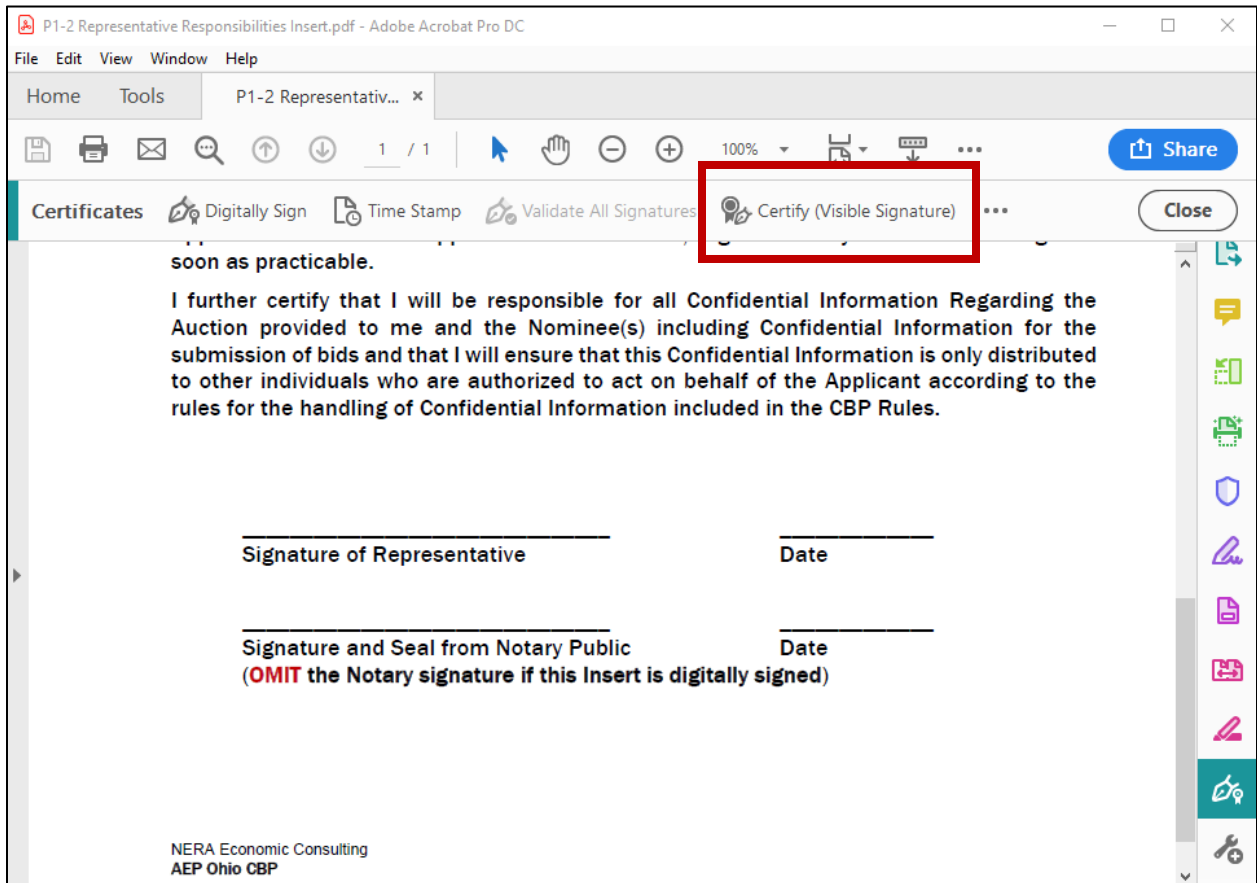 P1-2 Representative Responsibilities Insert.pdf - Adobe Acrobat Pro DC
File Edit View Window Help
Home Tools P1-2 Representativ... ×
1 / 1 100% Share
Certificates Digitally Sign Time Stamp Validate All Signatures Certify (Visible Signature) Close
soon as practicable.
I further certify that I will be responsible for all Confidential Information Regarding the
Auction provided to me and the Nominee(s) including Confidential Information for the
submission of bids and that I will ensure that this Confidential Information is only distributed
to other individuals who are authorized to act on behalf of the Applicant according to the
rules for the handling of Confidential Information included in the CBP Rules.
Signature of Representative Date
Signature and Seal from Notary Public Date
(OMIT the Notary signature if this Insert is digitally signed)
NERA Economic Consulting
AEP Ohio CBP